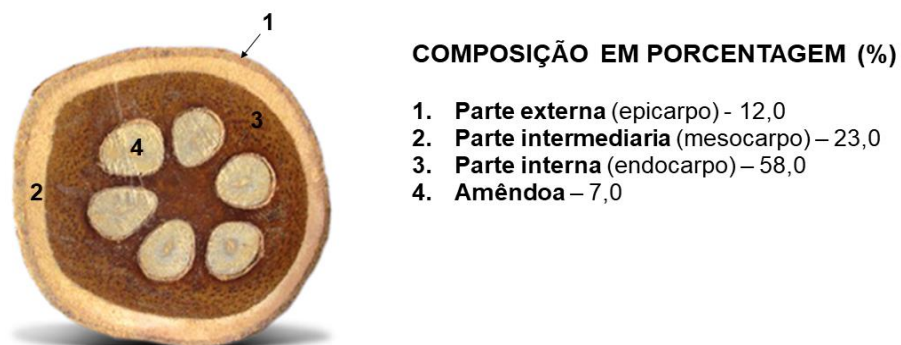 1
2
3
4
COMPOSIÇÃO EM PORCENTAGEM (%)
1. Parte externa (epicarpo) - 12,0
2. Parte intermediaria (mesocarpo) – 23,0
3. Parte interna (endocarpo) – 58,0
4. Amêndoa – 7,0